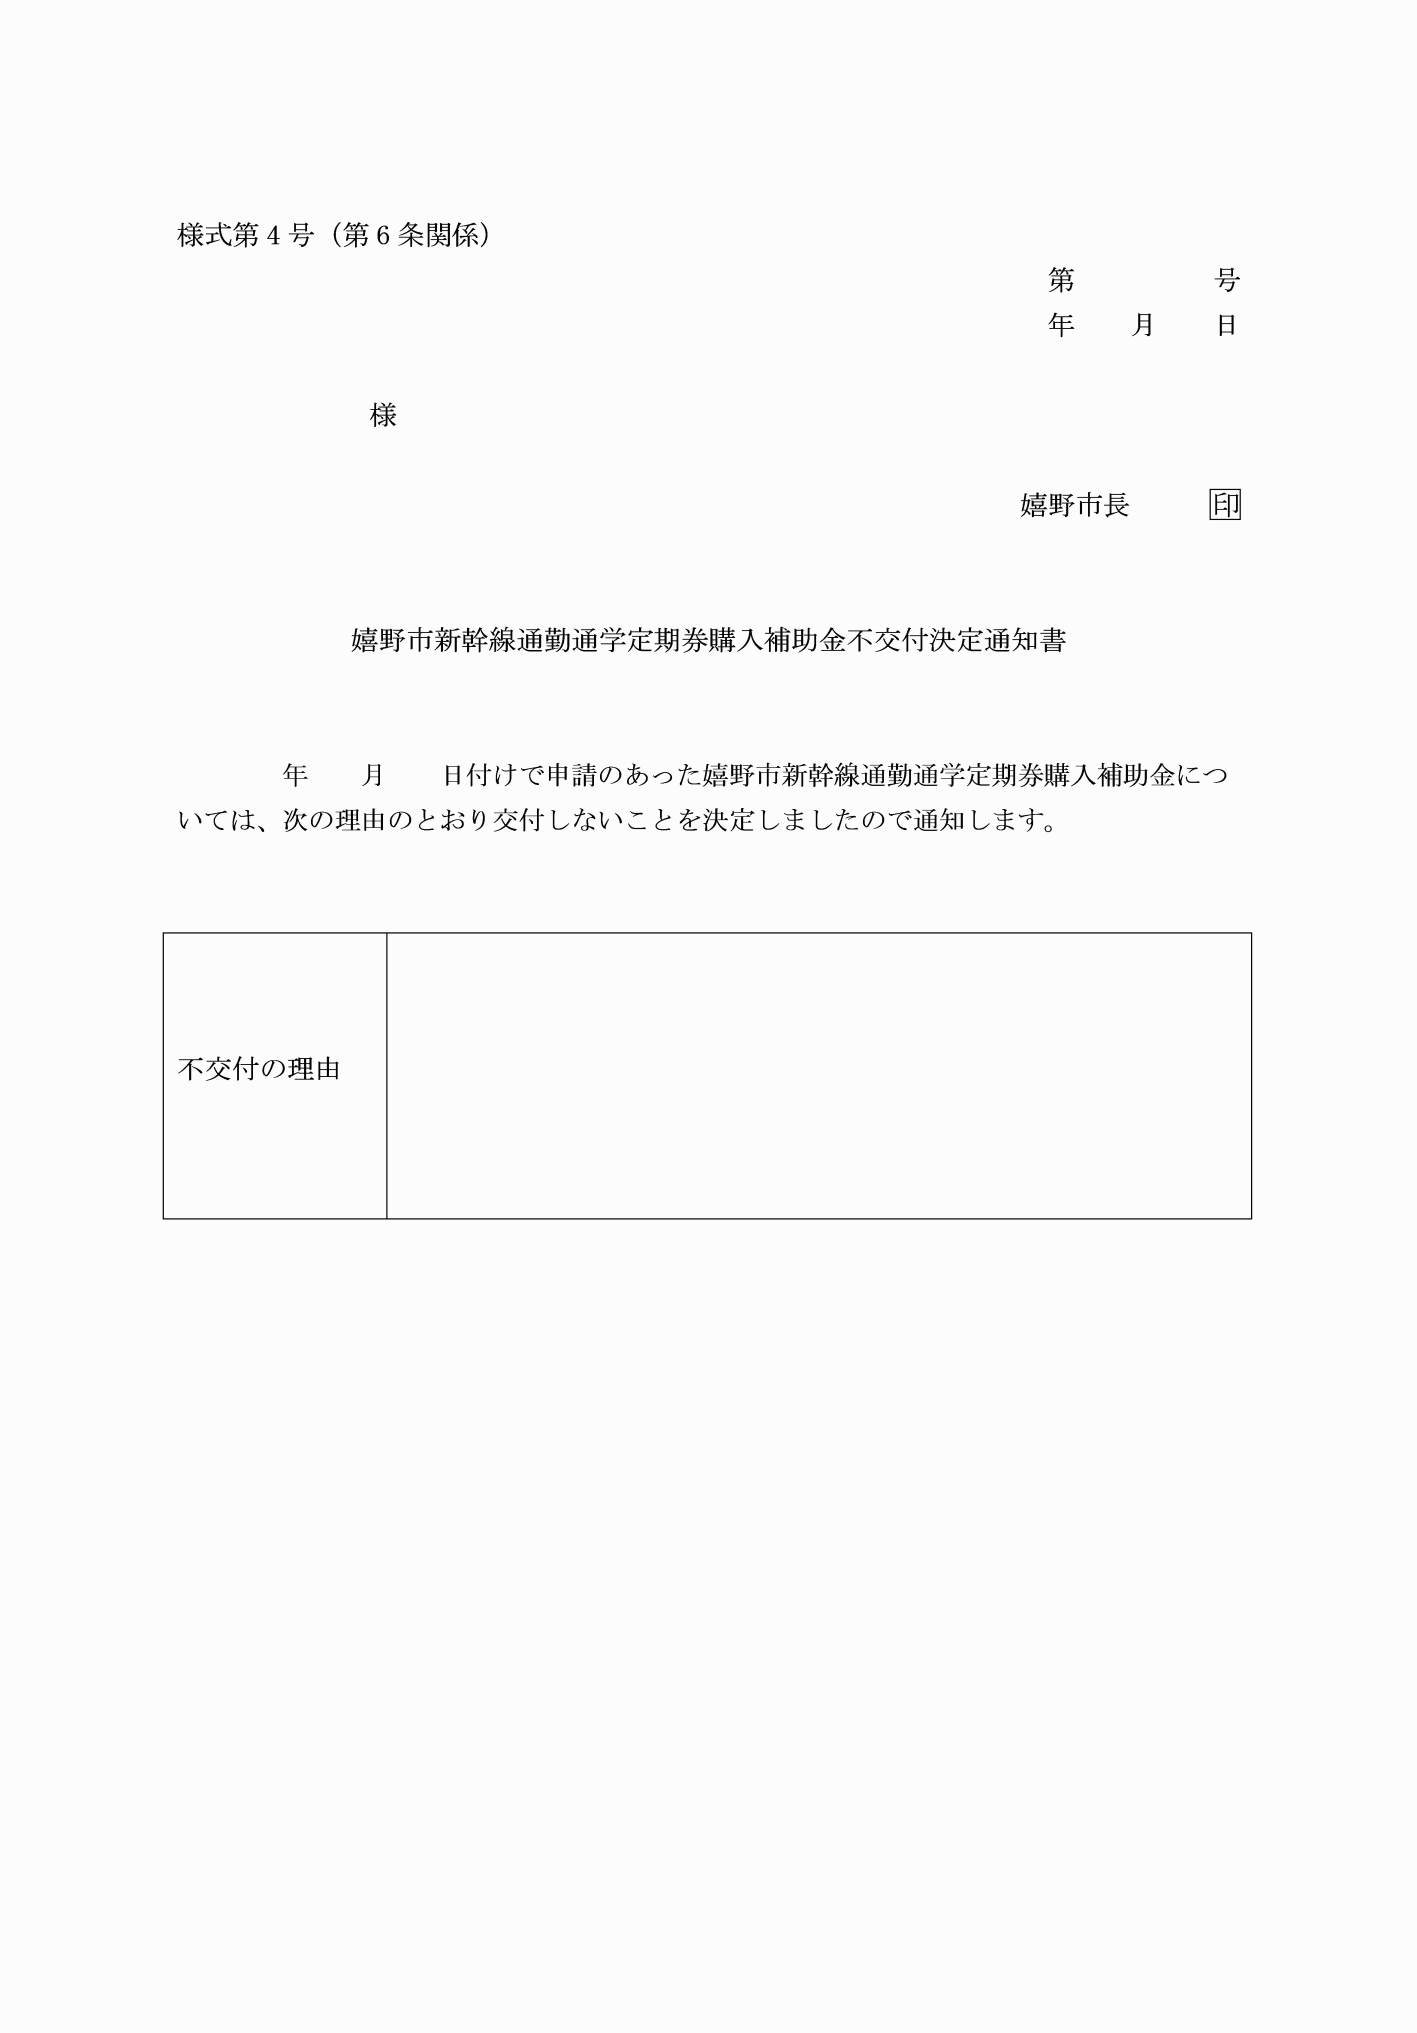 様式第4号（第6条関係）
第　　　　　号
年　　月　　日
様
嬉野市長　　　印
嬉野市新幹線通勤通学定期券購入補助金不交付決定通知書
年　　月　　日付けで申請のあった嬉野市新幹線通勤通学定期券購入補助金につ
いては、次の理由のとおり交付しないことを決定しましたので通知します。
不交付の理由